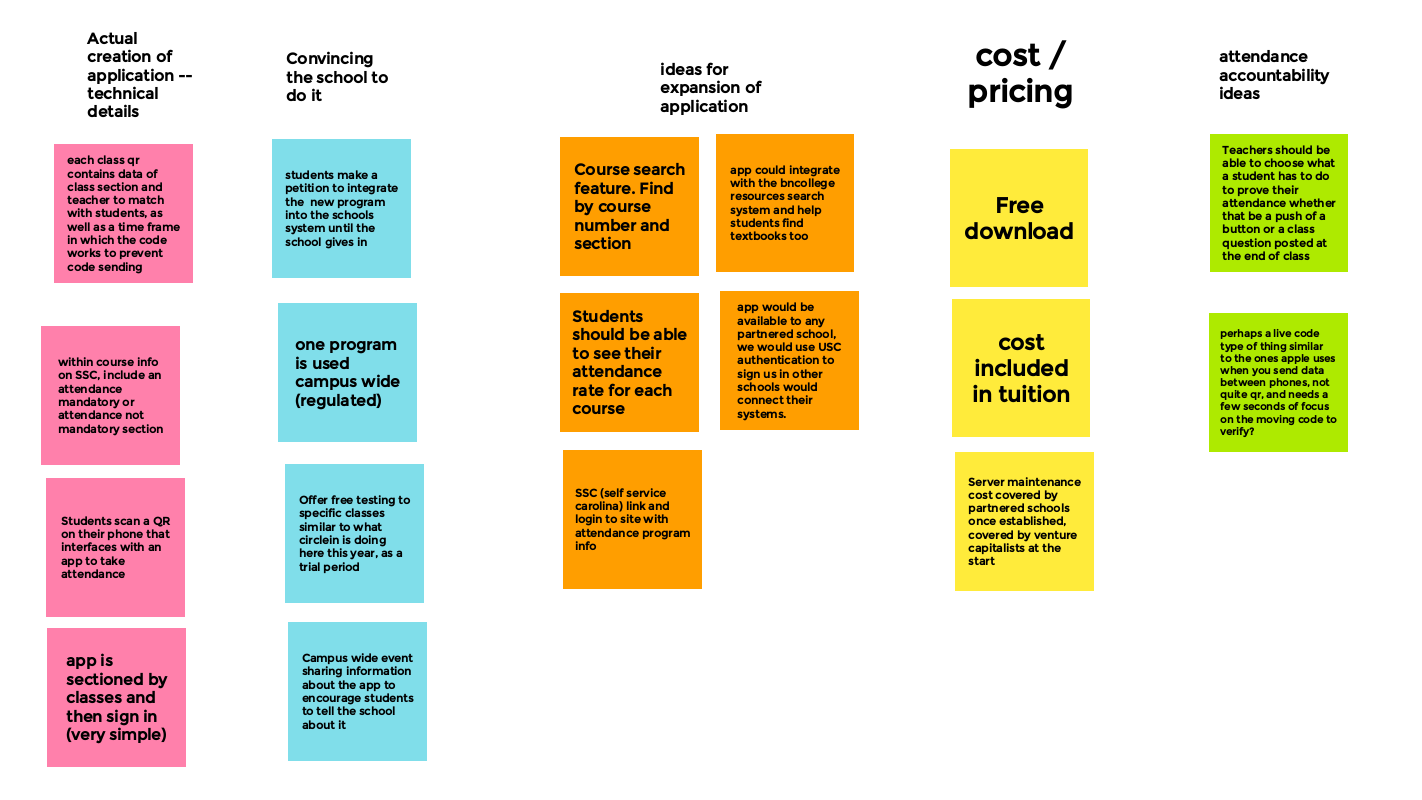 Actual
creation of
application --
technical
details
each class qr
contains data of
class section and
teacher to match
with students, as
well as a time frame
in which the code
works to prevent
code sending
within course info
on SSC, include an
attendance
mandatory or
attendance not
mandatory section
Students scan a QR
on their phone that
interfaces with an
app to take
attendance
app is
sectioned by
classes and
then sign in
(very simple)
Convincing
the school to
do it
students make a
petition to integrate
the new program
into the schools
system until the
school gives in
one program
is used
campus wide
(regulated)
Offer free testing to
specific classes
similar to what
circlein is doing
here this year, as a
trial period
Campus wide event
sharing information
about the app to
encourage students
to tell the school
about it
ideas for
expansion of
application
Course search
feature. Find
by course
number and
section
app could integrate
with the bncollege
resources search
system and help
students find
textbooks too
Students
should be able
to see their
attendance
rate for each
course
app would be
available to any
partnered school,
we would use USC
authentication to
sign us in other
schools would
connect their
systems.
SSC (self service
carolina) link and
login to site with
attendance program
info
cost /
pricing
Free
download
cost
included
in tuition
Server maintenance
cost covered by
partnered schools
once established,
covered by venture
capitalists at the
start
attendance
accountability
ideas
Teachers should be
able to choose what
a student has to do
to prove their
attendance whether
that be a push of a
button or a class
question posted at
the end of class
perhaps a live code
type of thing similar
to the ones apple uses
when you send data
between phones, not
quite qr, and needs a
few seconds of focus
on the moving code to
verify?